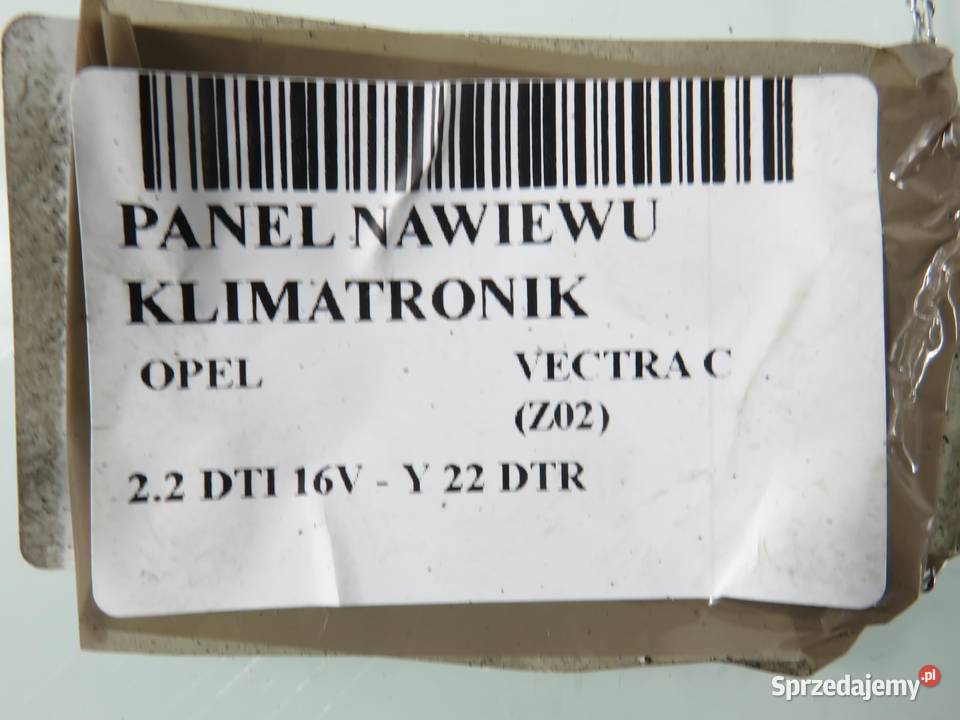 PANEL NAWIEWU
KLIMATRONIK
OPEL VECTRA C
(Z02)
2.2 DTI 16V - Y 22 DTR
Sprzedajemy.pl